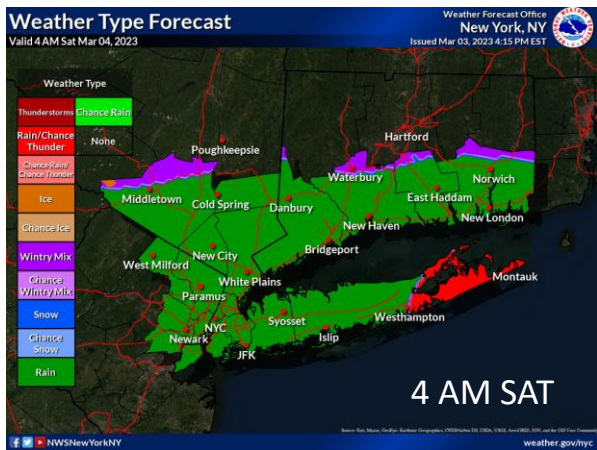 Weather Type Forecast
Valid 4 AM Sat Mar 04, 2023
Weather Forecast Office
New York, NY
Issued Mar 03, 2023 4:15 PM EST
Weather Type
Thunderstorms
Chance Rain
Rain/Chance
Thunder
None
Chance Rain/
Chance Thunder
Ice
Chance Ice
Wintry Mix
Chance
Wintry Mix
Snow
Chance
Snow
Rain
Poughkeepsie
Hartford
Waterbury
Norwich
Middletown
Cold Spring
Danbury
East Haddam
New London
New Haven
New City
Bridgeport
West Milford
White Plains
Montauk
Paramus
Westhampton
NYC
Syosset
Newark
Islip
JFK
4 AM SAT
NWSNewYorkNY
weather.gov/nyc